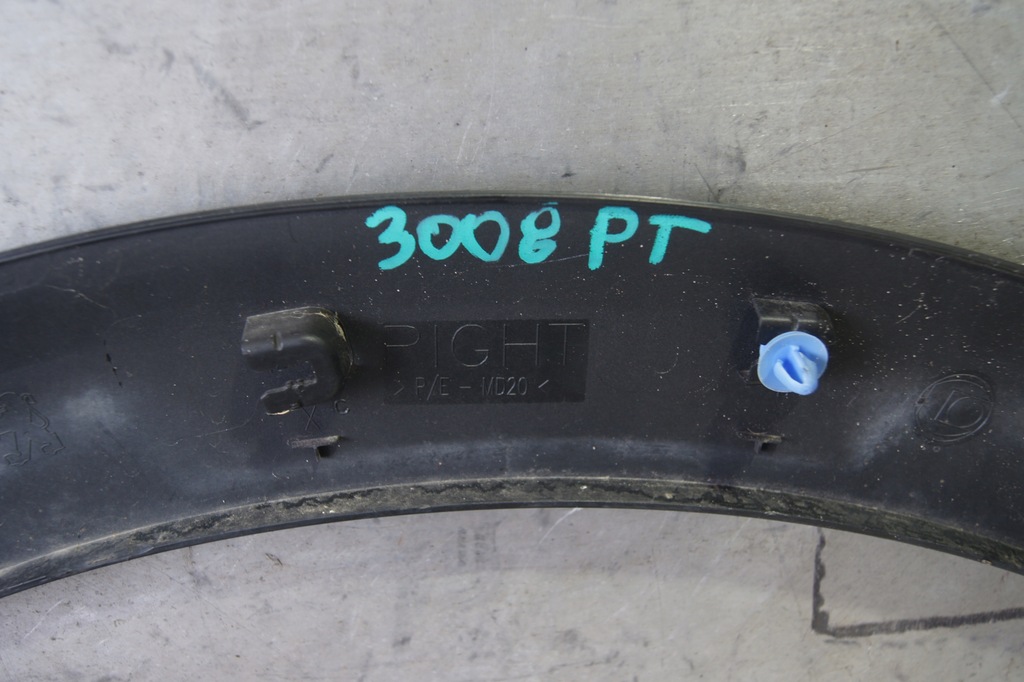 3008 PT
RIGHT
>P/E - MD20<
X C